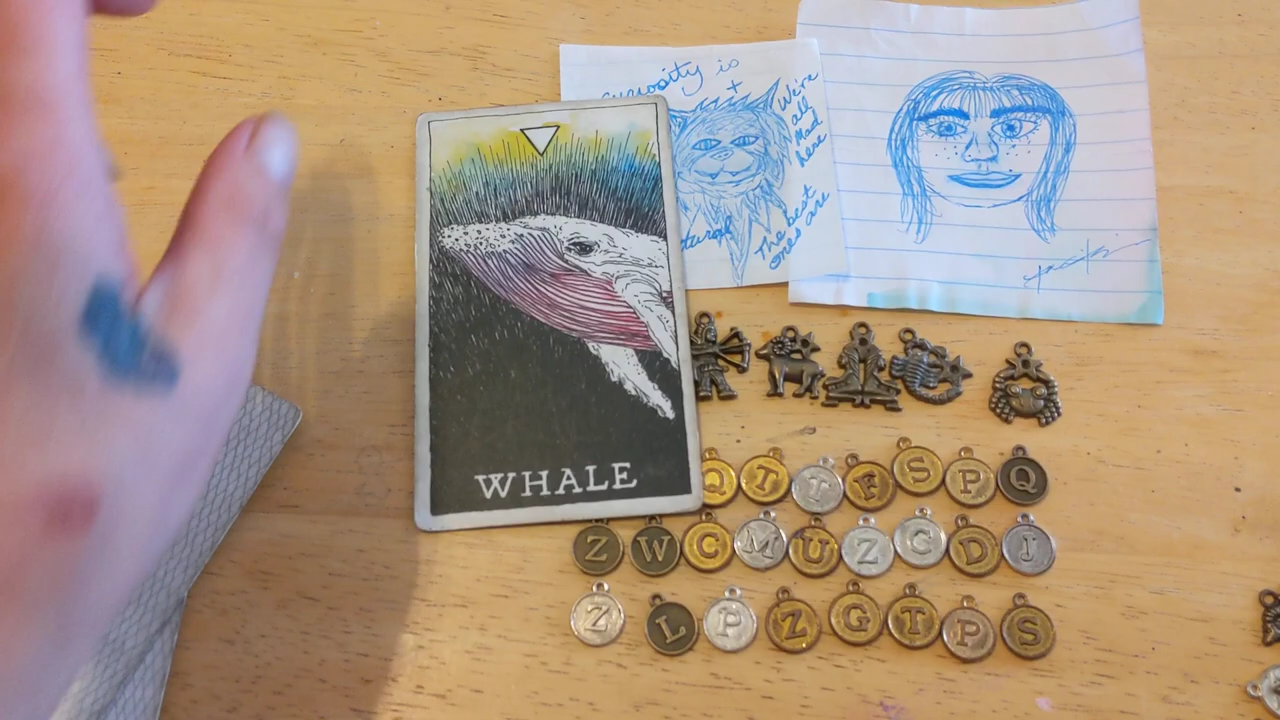 curiosity is
We're
all
Mad
here
The best
ones are
WHALE
Q T T F S P Q
Z W C M U Z C D J
Z L P Z G T P S